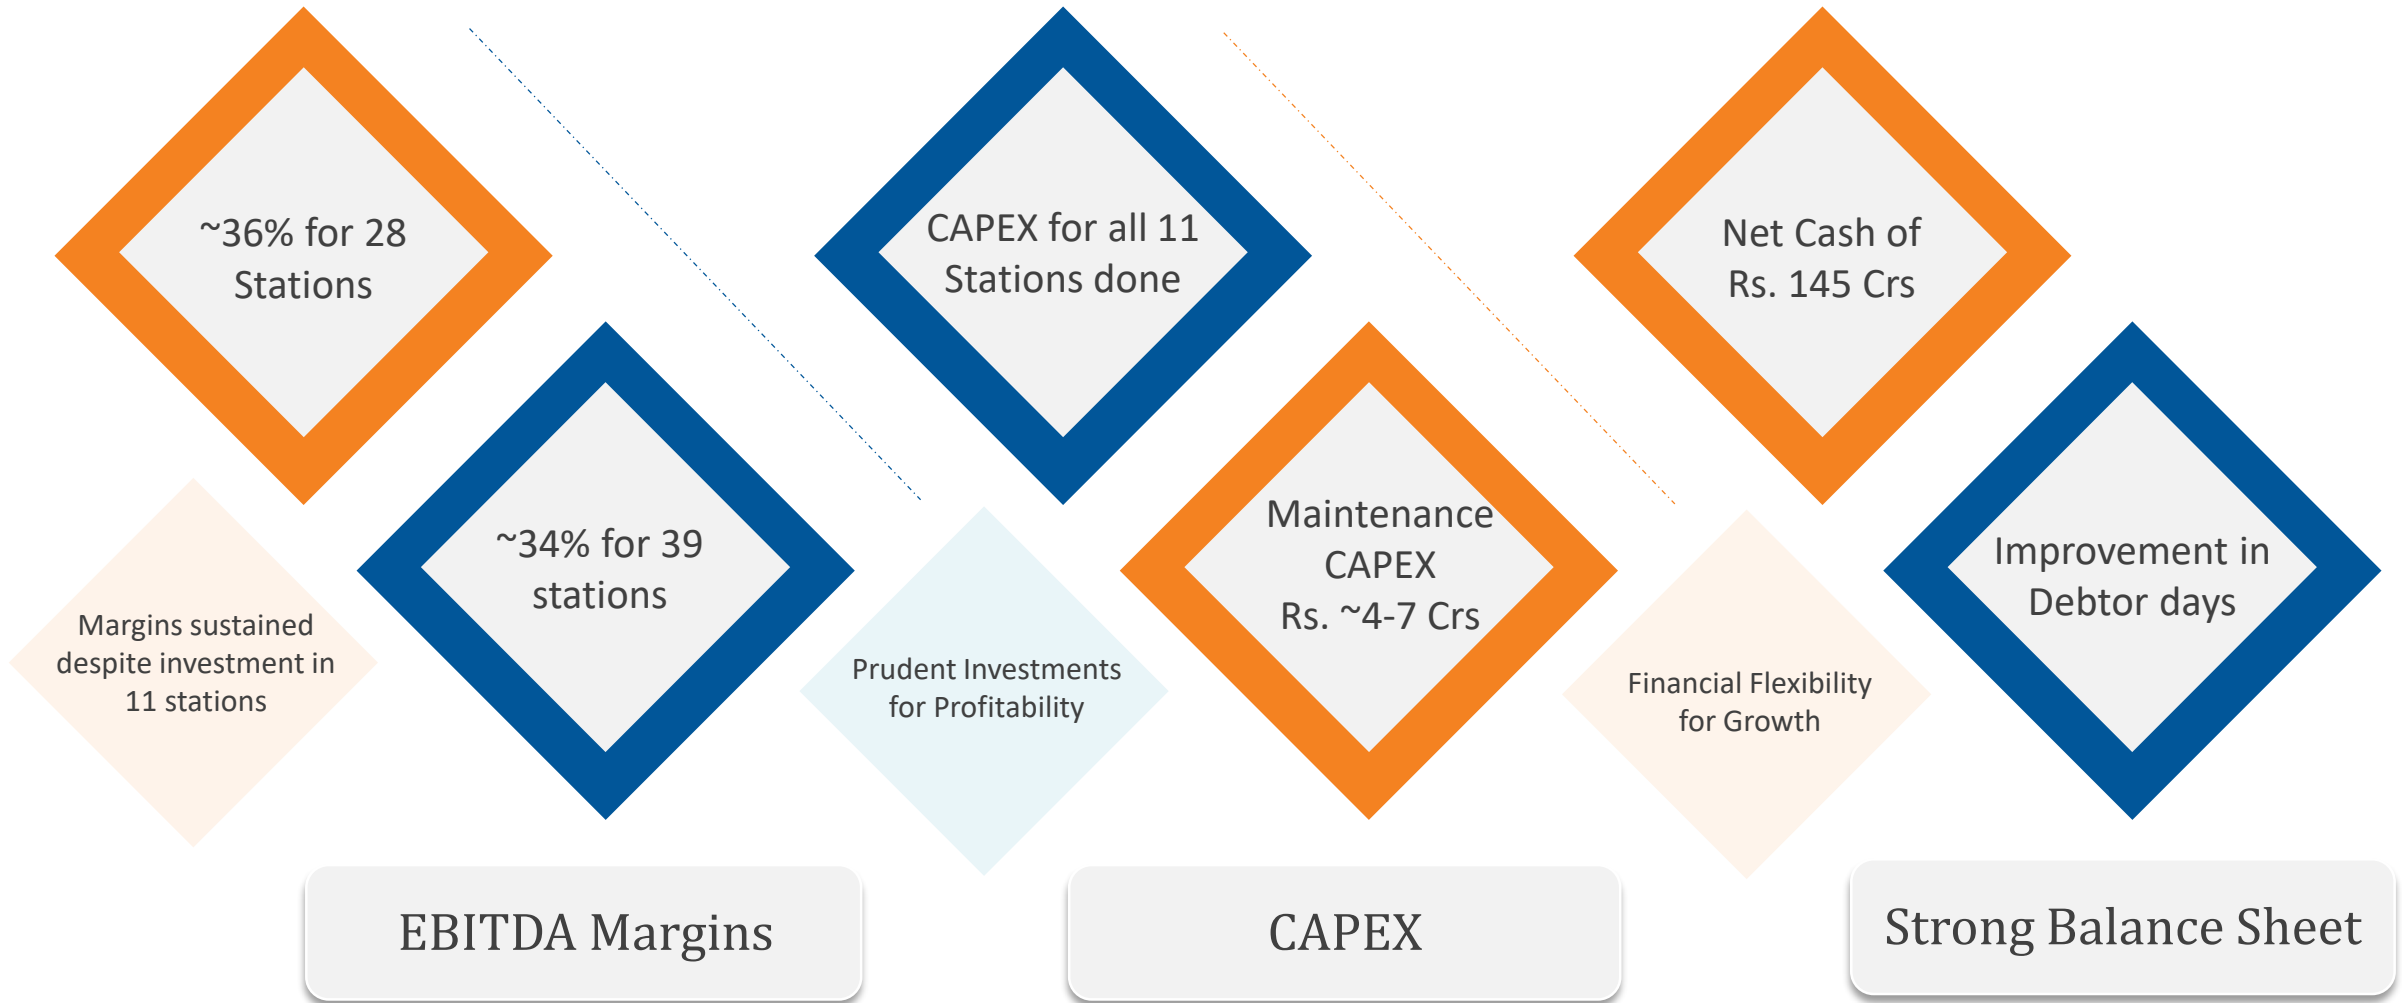 ~36% for 28
Stations
~34% for 39
stations
Margins sustained
despite investment in
11 stations
EBITDA Margins
CAPEX for all 11
Stations done
Maintenance
CAPEX
Rs. ~4-7 Crs
Prudent Investments
for Profitability
CAPEX
Net Cash of
Rs. 145 Crs
Improvement in
Debtor days
Financial Flexibility
for Growth
Strong Balance Sheet